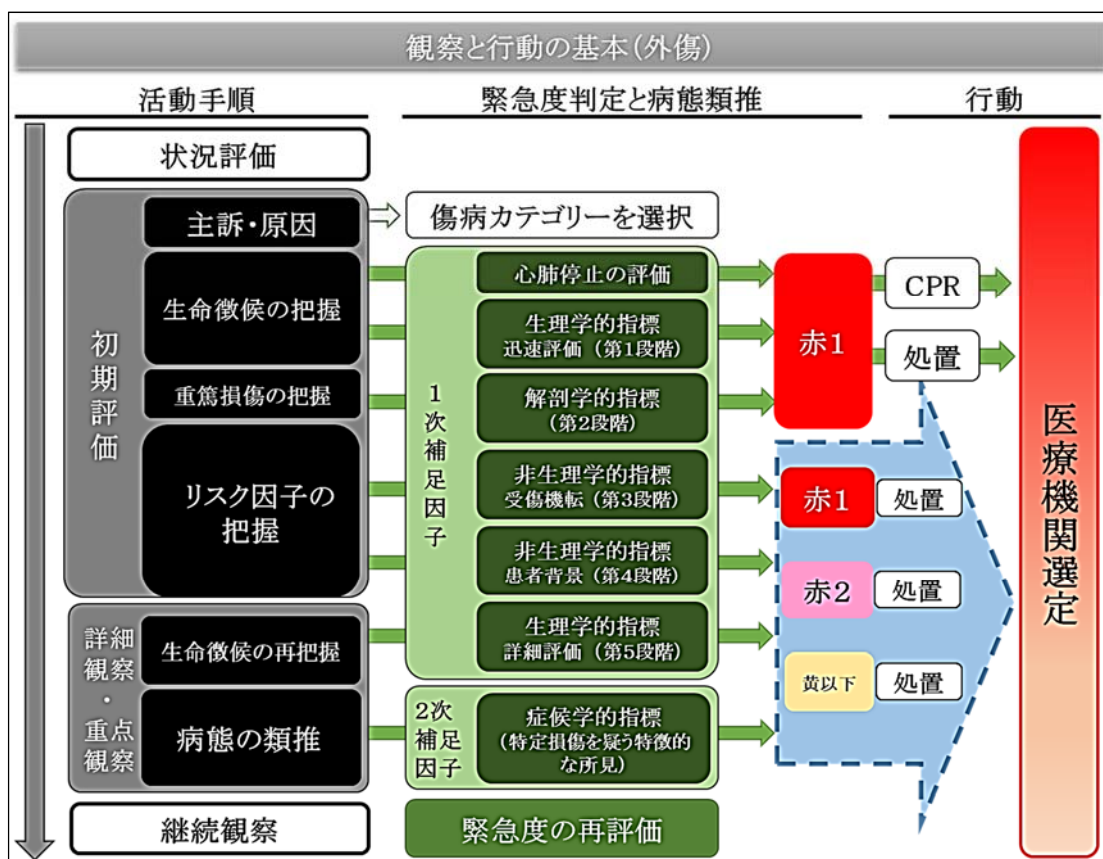 観察と行動の基本(外傷)
活動手順
緊急度判定と病態類推
行動
状況評価
初期評価
主訴・原因
生命徴候の把握
重篤損傷の把握
リスク因子の
把握
詳細
観察
・
重点
観察
生命徴候の再把握
病態の類推
継続観察
傷病カテゴリーを選択
1次補足因子
心肺停止の評価
生理学的指標
迅速評価(第1段階)
解剖学的指標
(第2段階)
非生理学的指標
受傷機転(第3段階)
非生理学的指標
患者背景(第4段階)
生理学的指標
詳細評価(第5段階)
2次
補足
因子
症候学的指標
(特定損傷を疑う特徴的
な所見)
緊急度の再評価
赤1
CPR
処置
赤1
処置
赤2
処置
黄以下
処置
医療機関選定